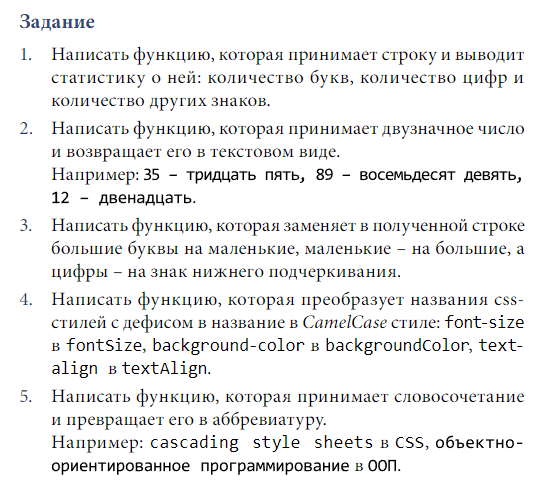 Задание
1. Написать функцию, которая принимает строку и выводит
статистику о ней: количество букв, количество цифр и
количество других знаков.
2. Написать функцию, которая принимает двузначное число
и возвращает его в текстовом виде.
Например: 35 – тридцать пять, 89 – восемьдесят девять,
12 – двенадцать.
3. Написать функцию, которая заменяет в полученной строке
большие буквы на маленькие, маленькие – на большие, а
цифры – на знак нижнего подчеркивания.
4. Написать функцию, которая преобразует названия css-
стилей с дефисом в название в CamelCase стиле: font-size
в fontSize, background-color в backgroundColor, text-
align в textAlign.
5. Написать функцию, которая принимает словосочетание
и превращает его в аббревиатуру.
Например: cascading style sheets в CSS, объектно-
ориентированное программирование в ООП.